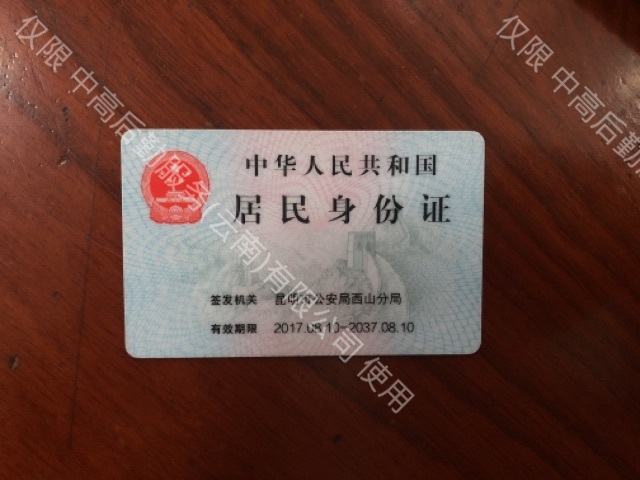 中华人民共和国
居民身份证
签发机关 昆明市公安局西山分局
有效期限 2017.08.10-2037.08.10
仅限 中高后勤服务(云南)有限公司 使用
仅限 中高后勤